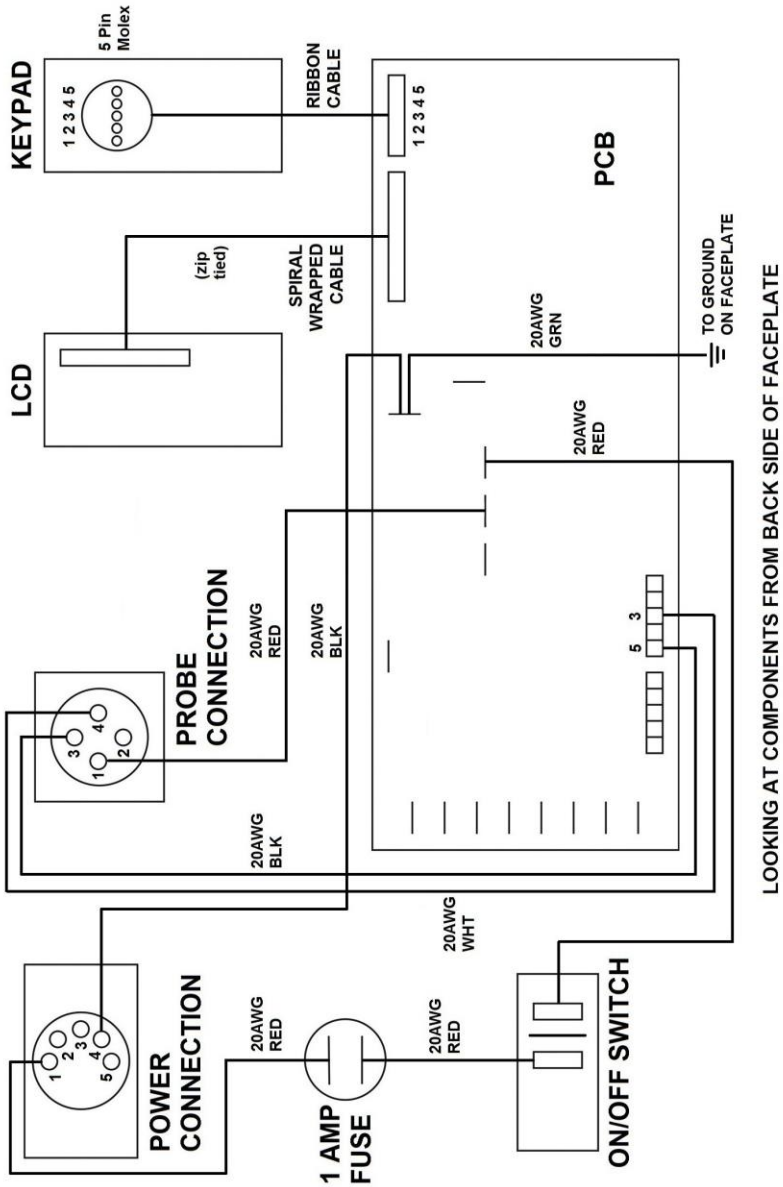 POWER
CONNECTION
1
2
3
4
5
20AWG
RED
1 AMP
FUSE
20AWG
RED
ON/OFF SWITCH
20AWG
WHT
20AWG
BLK
PROBE
CONNECTION
1
2
3
4
20AWG
RED
20AWG
BLK
5
3
LCD
(zip
tied)
SPIRAL
WRAPPED
CABLE
KEYPAD
1 2 3 4 5
5 Pin
Molex
RIBBON
CABLE
1 2 3 4 5
PCB
20AWG
GRN
20AWG
RED
TO GROUND
ON FACEPLATE
LOOKING AT COMPONENTS FROM BACK SIDE OF FACEPLATE